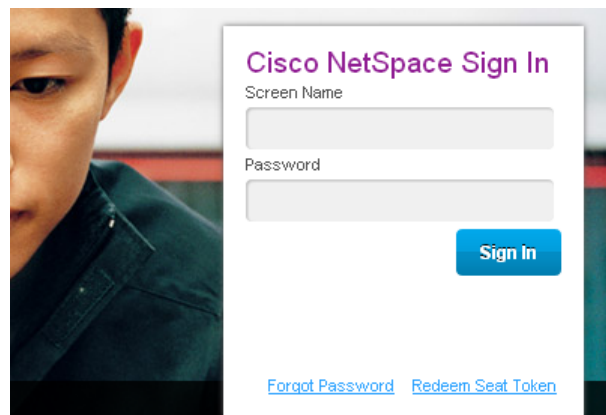 Cisco NetSpace Sign In
Screen Name
Password
Sign In
Forgot Password Redeem Seat Token